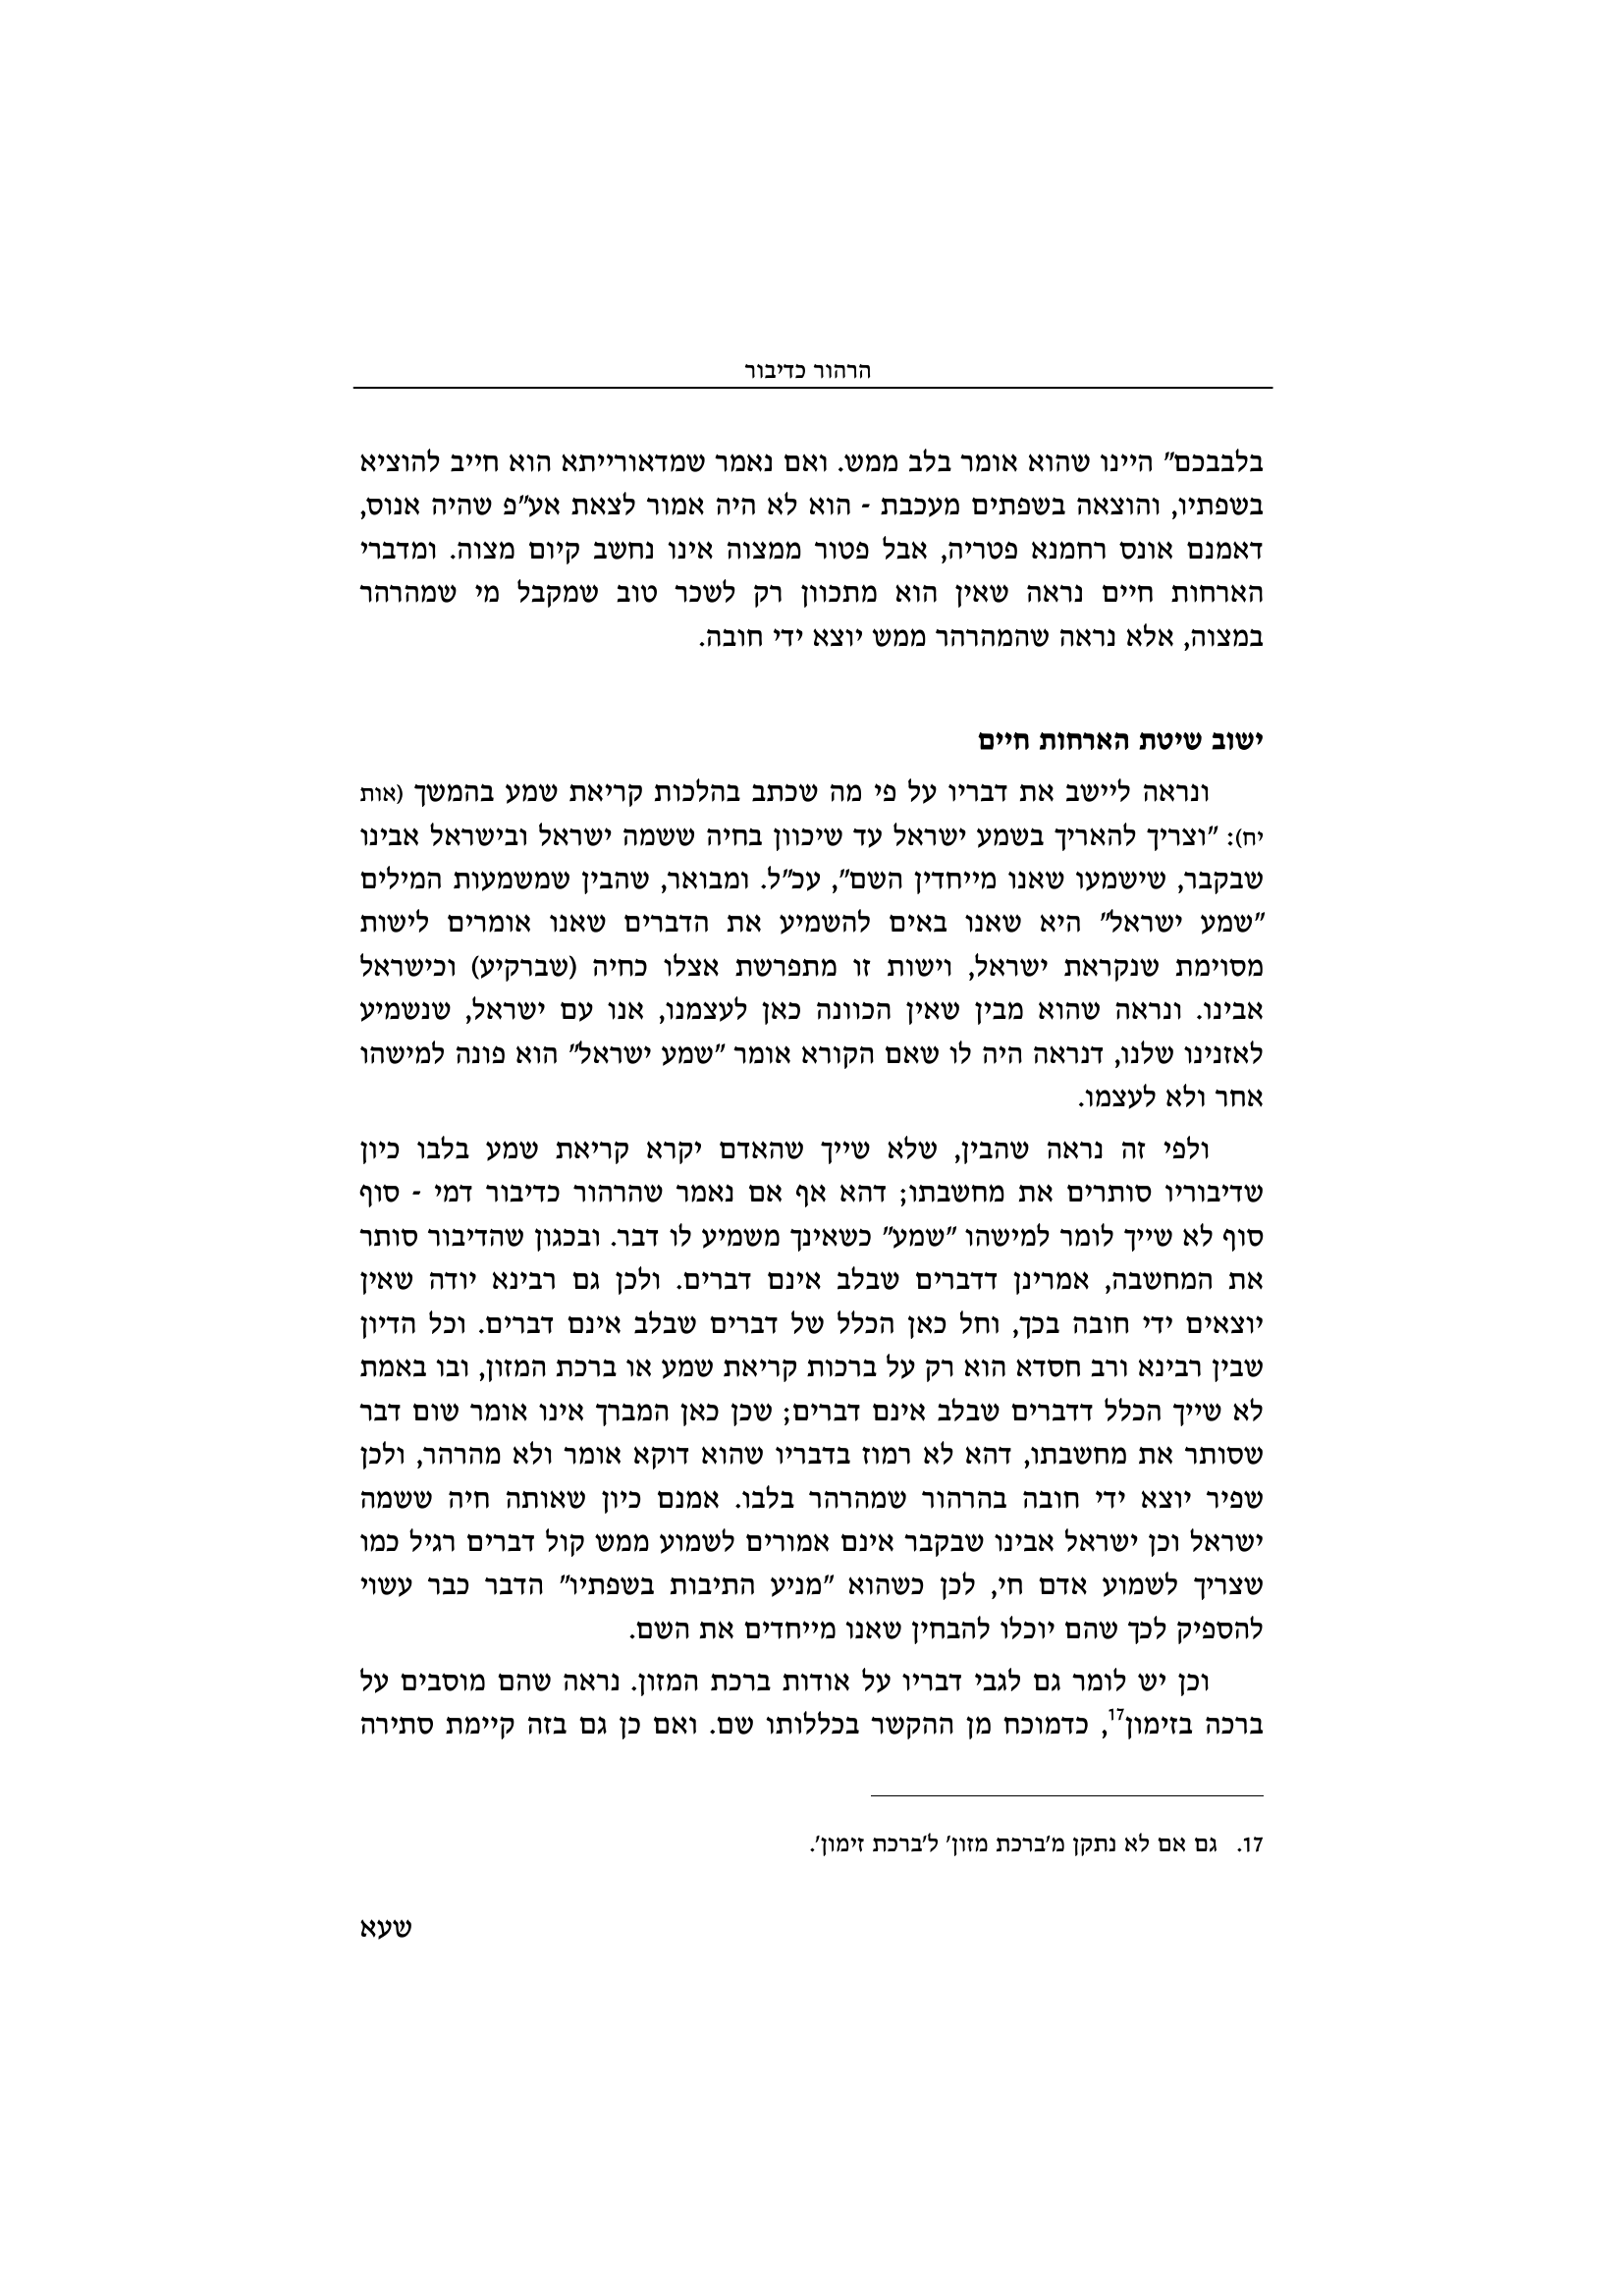 הרהור כדיבור
בלבבכם" היינו שהוא אומר בלב ממש. ואם נאמר שמדאורייתא הוא חייב להוציא
בשפתיו, והוצאה בשפתים מעכבת - הוא לא היה אמור לצאת אע"פ שהיה אנוס,
דאמנם אונס רחמנא פטריה, אבל פטור ממצוה אינו נחשב קיום מצוה. ומדברי
הארחות חיים נראה שאין הוא מתכוון רק לשכר טוב שמקבל מי שמהרהר
במצוה, אלא נראה שהמהרהר ממש יוצא ידי חובה.
ישוב שיטת הארחות חיים
ונראה ליישב את דבריו על פי מה שכתב בהלכות קריאת שמע בהמשך (אות
יח): "וצריך להאריך בשמע ישראל עד שיכוון בחיה ששמה ישראל ובישראל אבינו
שבקבר, שישמעו שאנו מייחדין השם", עכ"ל. ומבואר, שהבין שמשמעות המילים
"שמע ישראל" היא שאנו באים להשמיע את הדברים שאנו אומרים לישות
מסוימת שנקראת ישראל, וישות זו מתפרשת אצלו כחיה (שברקיע) וכישראל
אבינו. ונראה שהוא מבין שאין הכוונה כאן לעצמנו, אנו עם ישראל, שנשמיע
לאזנינו שלנו, דנראה היה לו שאם הקורא אומר "שמע ישראל" הוא פונה למישהו
אחר ולא לעצמו.
ולפי זה נראה שהבין, שלא שייך שהאדם יקרא קריאת שמע בלבו כיון
שדיבוריו סותרים את מחשבתו; דהא אף אם נאמר שהרהור כדיבור דמי - סוף
סוף לא שייך לומר למישהו "שמע" כשאינך משמיע לו דבר. ובכגון שהדיבור סותר
את המחשבה, אמרינן דדברים שבלב אינם דברים. ולכן גם רבינא יודה שאין
יוצאים ידי חובה בכך, וחל כאן הכלל של דברים שבלב אינם דברים. וכל הדיון
שבין רבינא ורב חסדא הוא רק על ברכות קריאת שמע או ברכת המזון, ובו באמת
לא שייך הכלל דדברים שבלב אינם דברים; שכן כאן המברך אינו אומר שום דבר
שסותר את מחשבתו, דהא לא רמוז בדבריו שהוא דוקא אומר ולא מהרהר, ולכן
שפיר יוצא ידי חובה בהרהור שמהרהר בלבו. אמנם כיון שאותה חיה ששמה
ישראל וכן ישראל אבינו שבקבר אינם אמורים לשמוע ממש קול דברים רגיל כמו
שצריך לשמוע אדם חי, לכן כשהוא "מניע התיבות בשפתיו" הדבר כבר עשוי
להספיק לכך שהם יוכלו להבחין שאנו מייחדים את השם.
וכן יש לומר גם לגבי דבריו על אודות ברכת המזון. נראה שהם מוסבים על
ברכה בזימון17, כדמוכח מן ההקשר בכללותו שם. ואם כן גם בזה קיימת סתירה
17. גם אם לא נתקן מ'ברכת מזון' ל'ברכת זימון'.
שעא